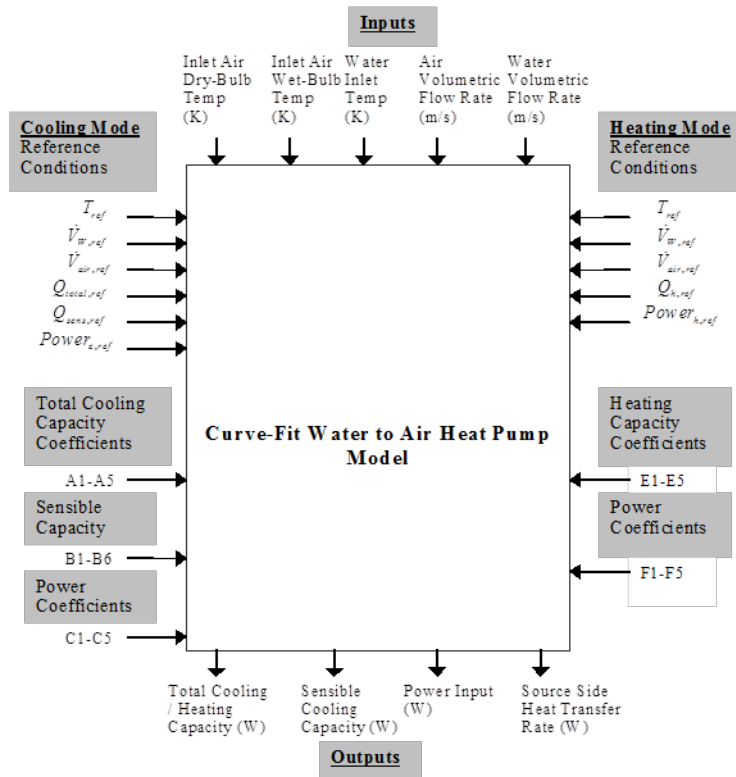 Inputs
Inlet Air
Dry-Bulb
Temp
(K)
Inlet Air
Wet-Bulb
Temp
(K)
Water
Inlet
Temp
(K)
Air
Volumetric
Flow Rate
(m/s)
Water
Volumetric
Flow Rate
(m/s)
Cooling Mode
Reference
Conditions
T_ref
V̇_w,ref
V̇_air,ref
Q_total,ref
Q_sens,ref
Power_c,ref
Total Cooling
Capacity
Coefficients
A1-A5
Sensible
Capacity
B1-B6
Power
Coefficients
C1-C5
Curve-Fit Water to Air Heat Pump
Model
Heating Mode
Reference
Conditions
T_ref
V̇_w,ref
V̇_air,ref
Q_h,ref
Power_h,ref
Heating
Capacity
Coefficients
E1-E5
Power
Coefficients
F1-F5
Total Cooling
/ Heating
Capacity (W)
Sensible
Cooling
Capacity (W)
Power Input
(W)
Source Side
Heat Transfer
Rate (W)
Outputs